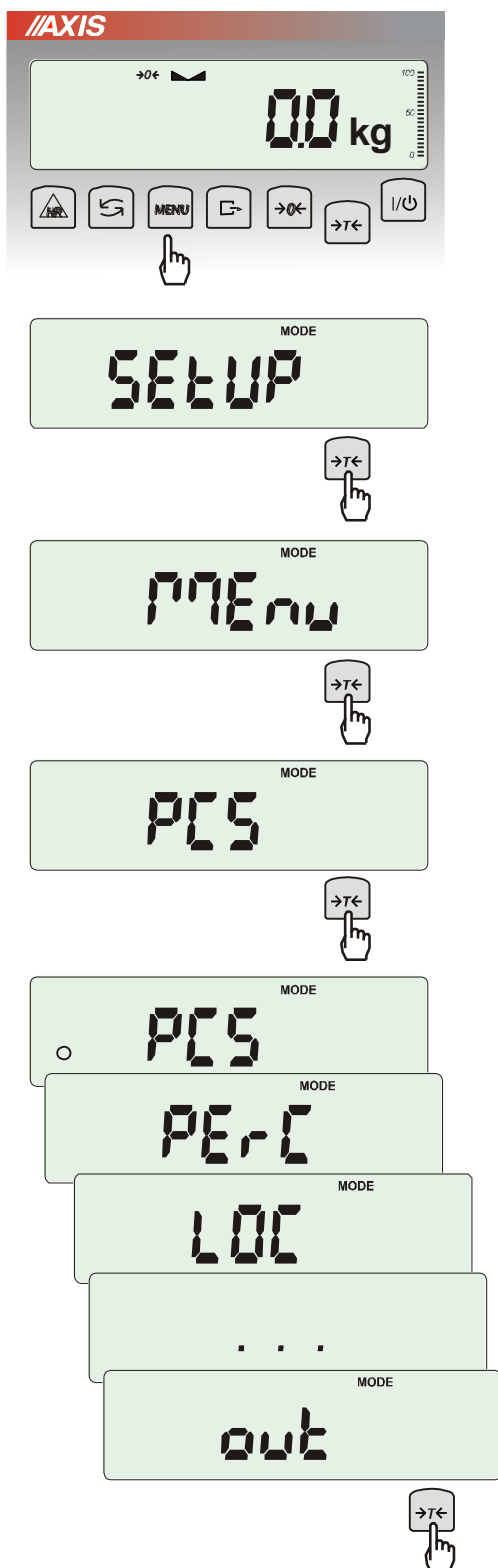 //AXIS
→0←
100
50
0
0.0 kg
HR
MENU
→0←
→T←
I/⏻
MODE
SEtUP
→T←
MODE
MEnu
→T←
MODE
PCS
→T←
MODE
PCS
MODE
PErC
MODE
LOC
. . .
MODE
out
→T←